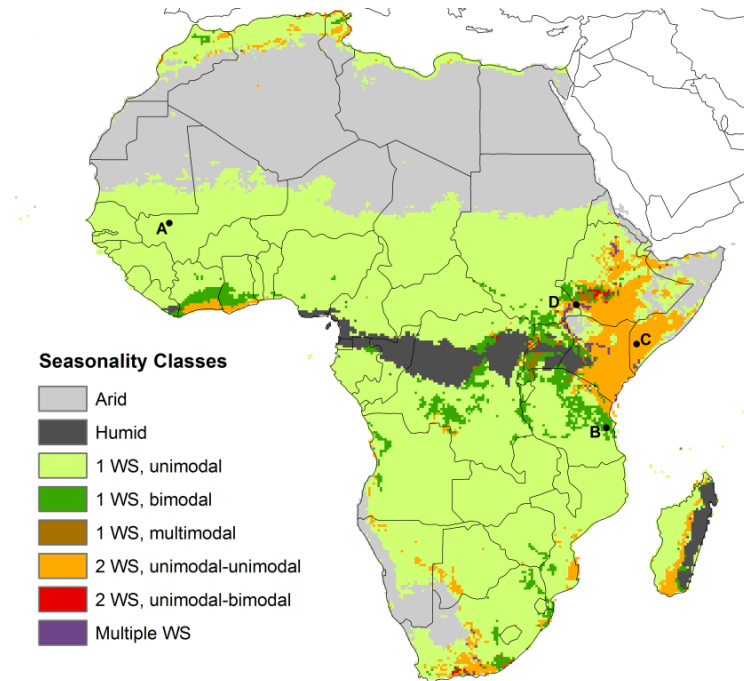 A
D
C
B
Seasonality Classes
Arid
Humid
1 WS, unimodal
1 WS, bimodal
1 WS, multimodal
2 WS, unimodal-unimodal
2 WS, unimodal-bimodal
Multiple WS